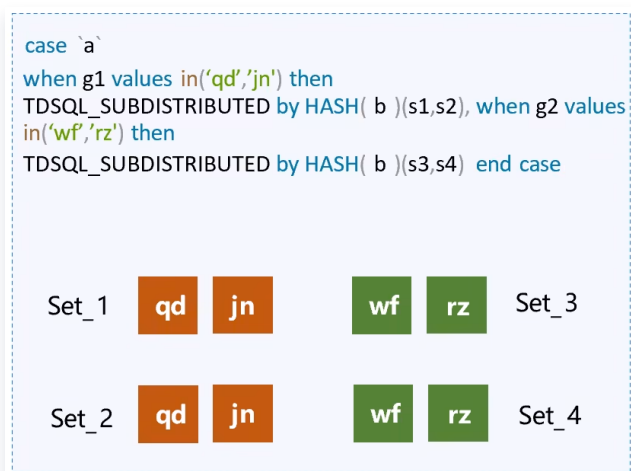 case `a`
when g1 values in(‘qd’,’jn') then
TDSQL_SUBDISTRIBUTED by HASH( b )(s1,s2), when g2 values
in(‘wf’,’rz') then
TDSQL_SUBDISTRIBUTED by HASH( b )(s3,s4) end case
Set_1 qd jn wf rz Set_3
Set_2 qd jn wf rz Set_4